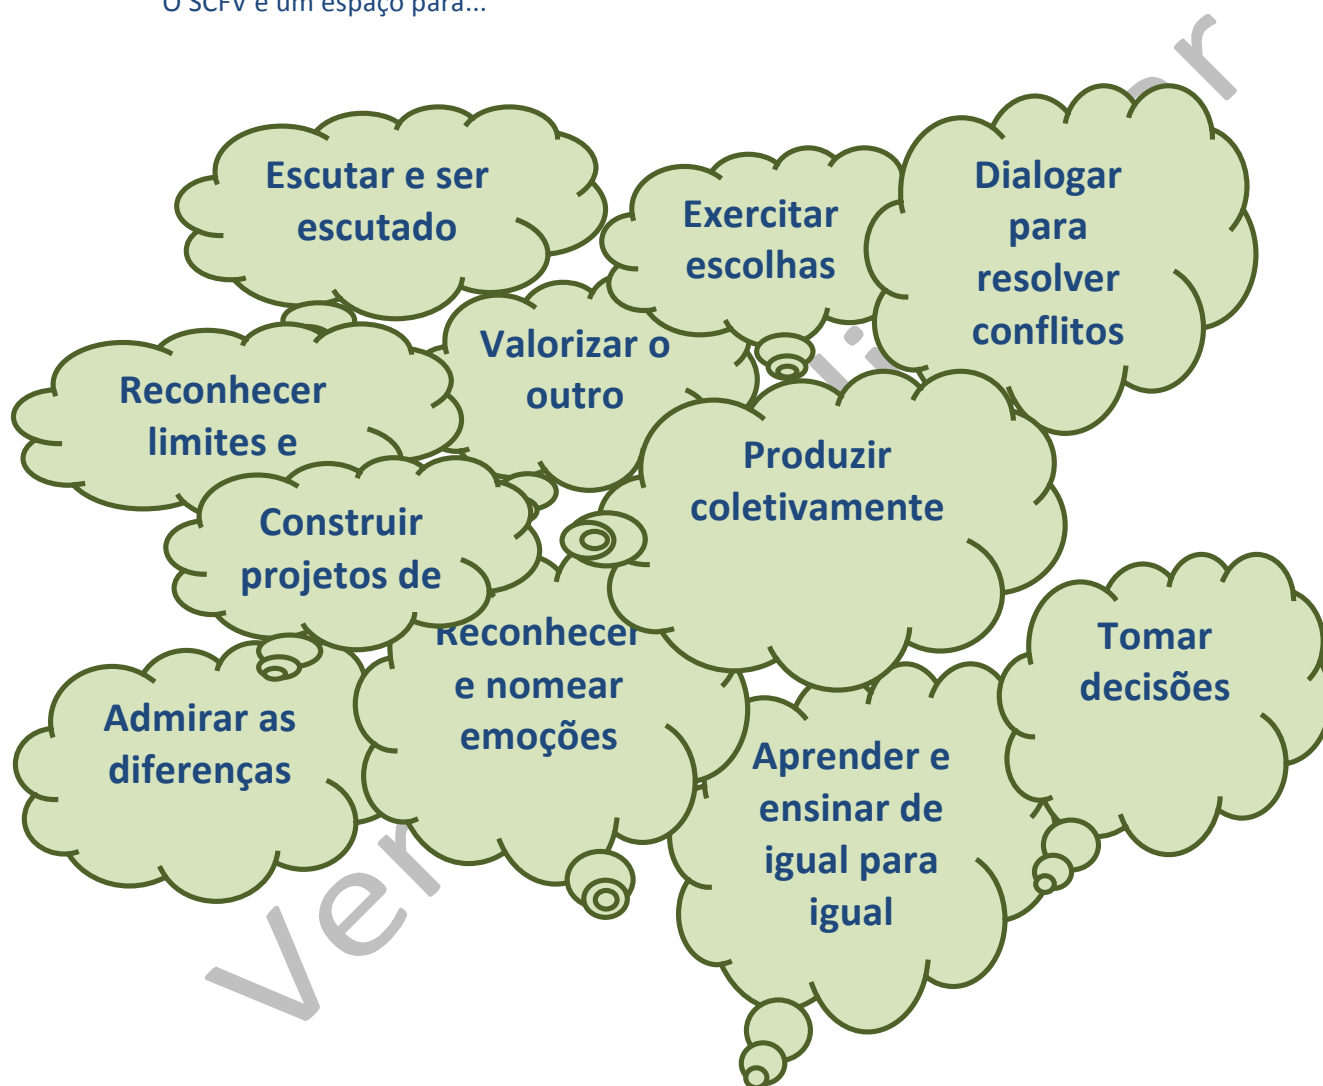 O SCFV é um espaço para...
Escutar e ser
escutado
Exercitar
escolhas
Dialogar
para
resolver
conflitos
Valorizar o
outro
Reconhecer
limites e
Produzir
coletivamente
Construir
projetos de
Reconhecer
e nomear
emoções
Tomar
decisões
Admirar as
diferenças
Aprender e
ensinar de
igual para
igual